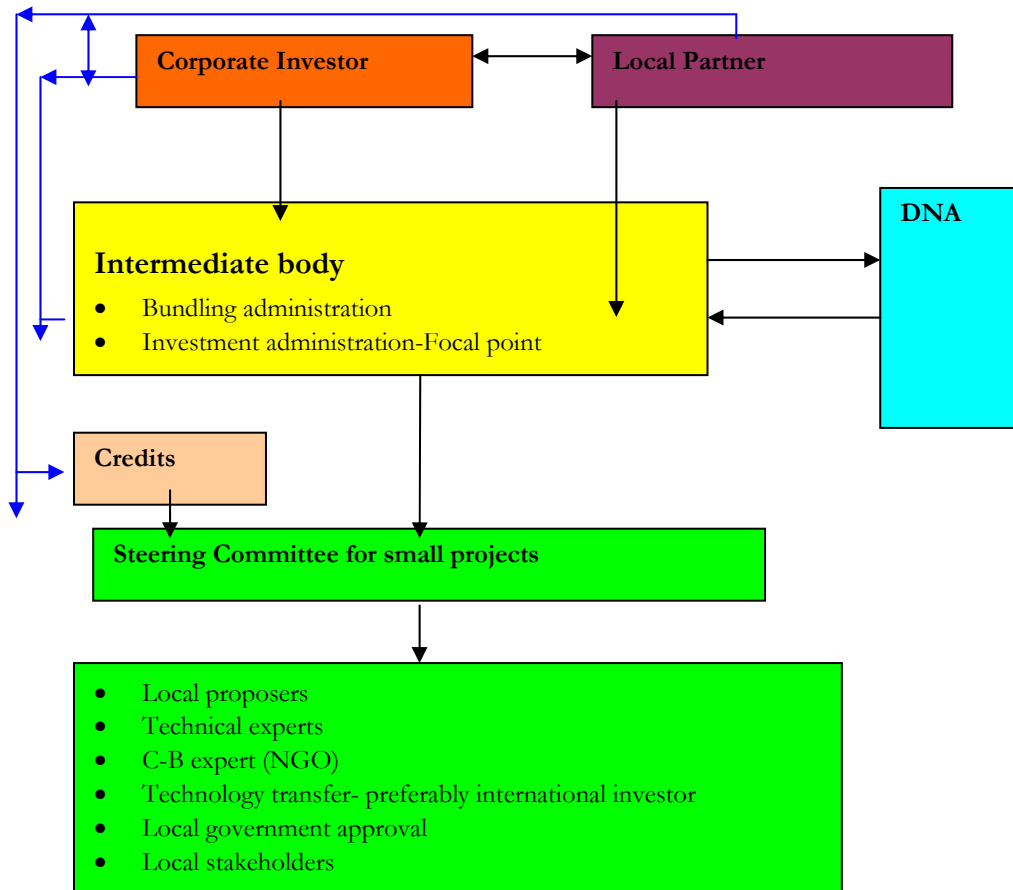 Corporate Investor
Local Partner
DNA
Intermediate body
• Bundling administration
• Investment administration-Focal point
Credits
Steering Committee for small projects
• Local proposers
• Technical experts
• C-B expert (NGO)
• Technology transfer- preferably international investor
• Local government approval
• Local stakeholders